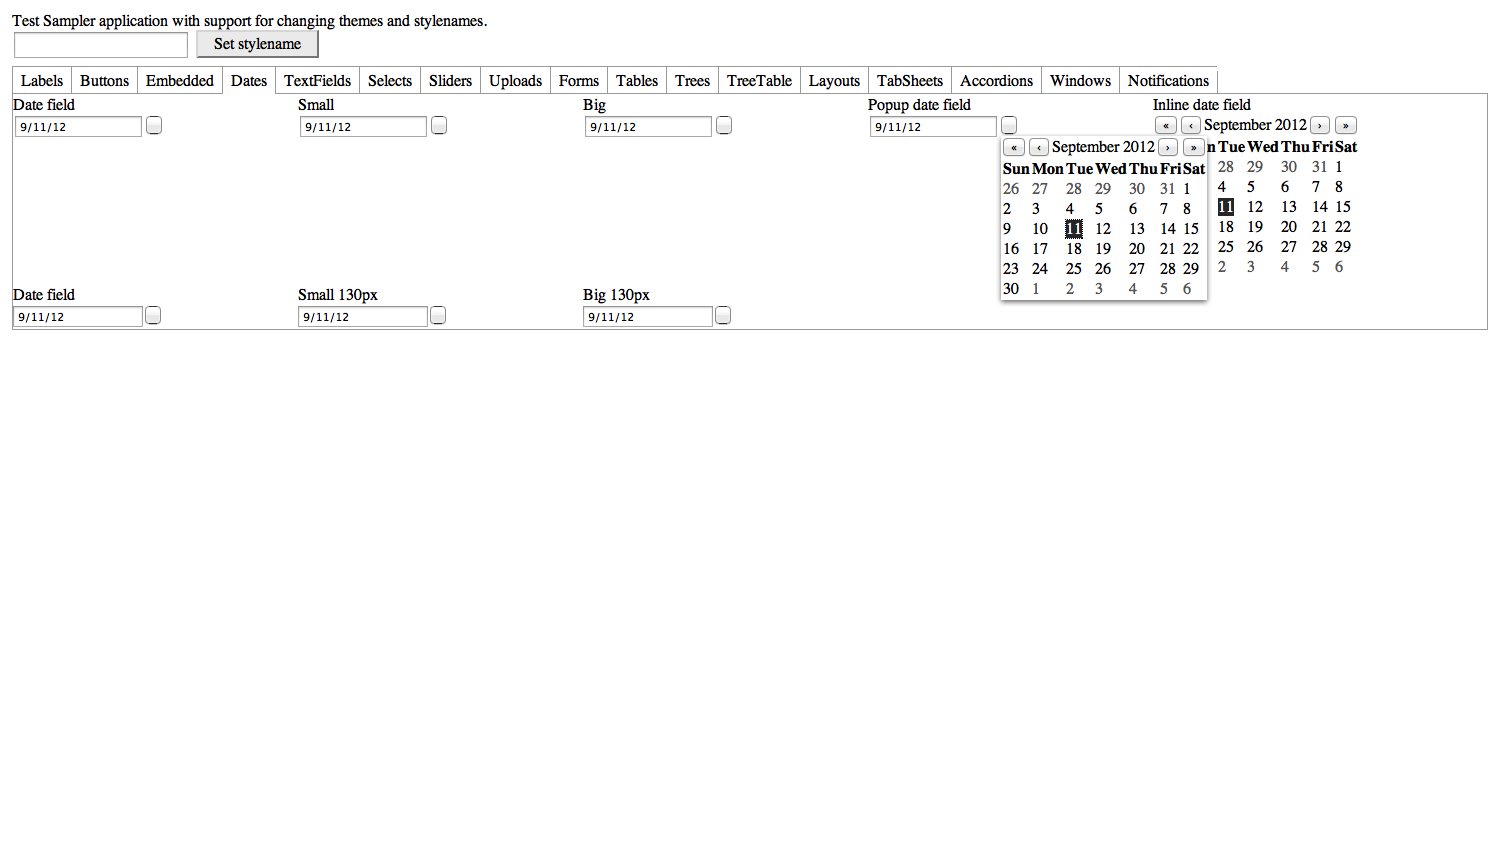 Test Sampler application with support for changing themes and stylenames.
Set stylename
Labels Buttons Embedded Dates TextFields Selects Sliders Uploads Forms Tables Trees TreeTable Layouts TabSheets Accordions Windows Notifications
Date field Small Big Popup date field Inline date field
9/11/12 9/11/12 9/11/12 9/11/12
« ‹ September 2012 › »
« ‹ September 2012 › »
Sun Mon Tue Wed Thu Fri Sat
26 27 28 29 30 31 1
2 3 4 5 6 7 8
9 10 11 12 13 14 15
16 17 18 19 20 21 22
23 24 25 26 27 28 29
30 1 2 3 4 5 6
n Tue Wed Thu Fri Sat
28 29 30 31 1
4 5 6 7 8
11 12 13 14 15
18 19 20 21 22
25 26 27 28 29
2 3 4 5 6
Date field Small 130px Big 130px
9/11/12 9/11/12 9/11/12